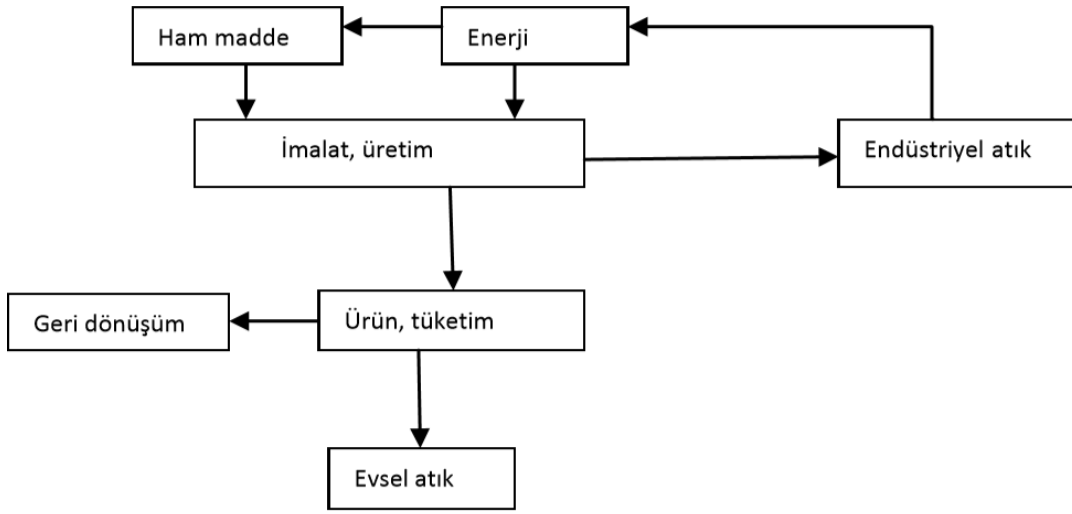 Ham madde
Enerji
İmalat, üretim
Endüstriyel atık
Geri dönüşüm
Ürün, tüketim
Evsel atık